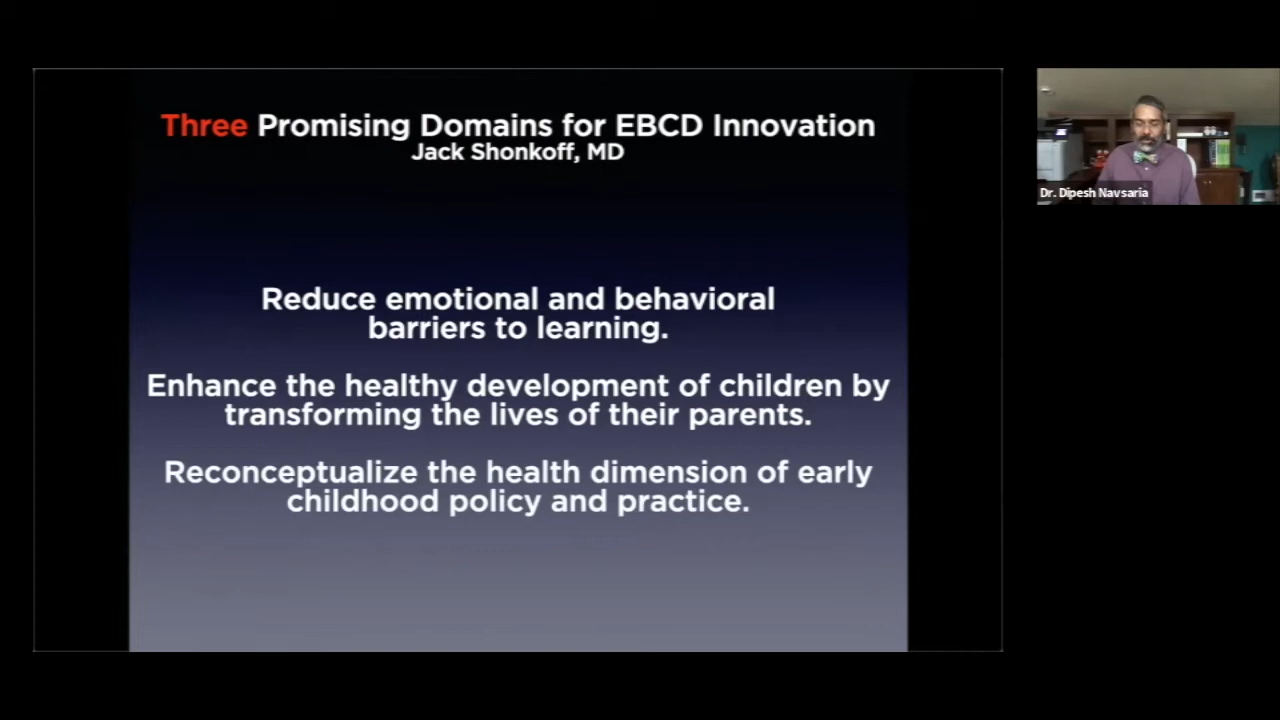 Three Promising Domains for EBCD Innovation
Jack Shonkoff, MD
Reduce emotional and behavioral
barriers to learning.
Enhance the healthy development of children by
transforming the lives of their parents.
Reconceptualize the health dimension of early
childhood policy and practice.
Dr. Dipesh Navsaria